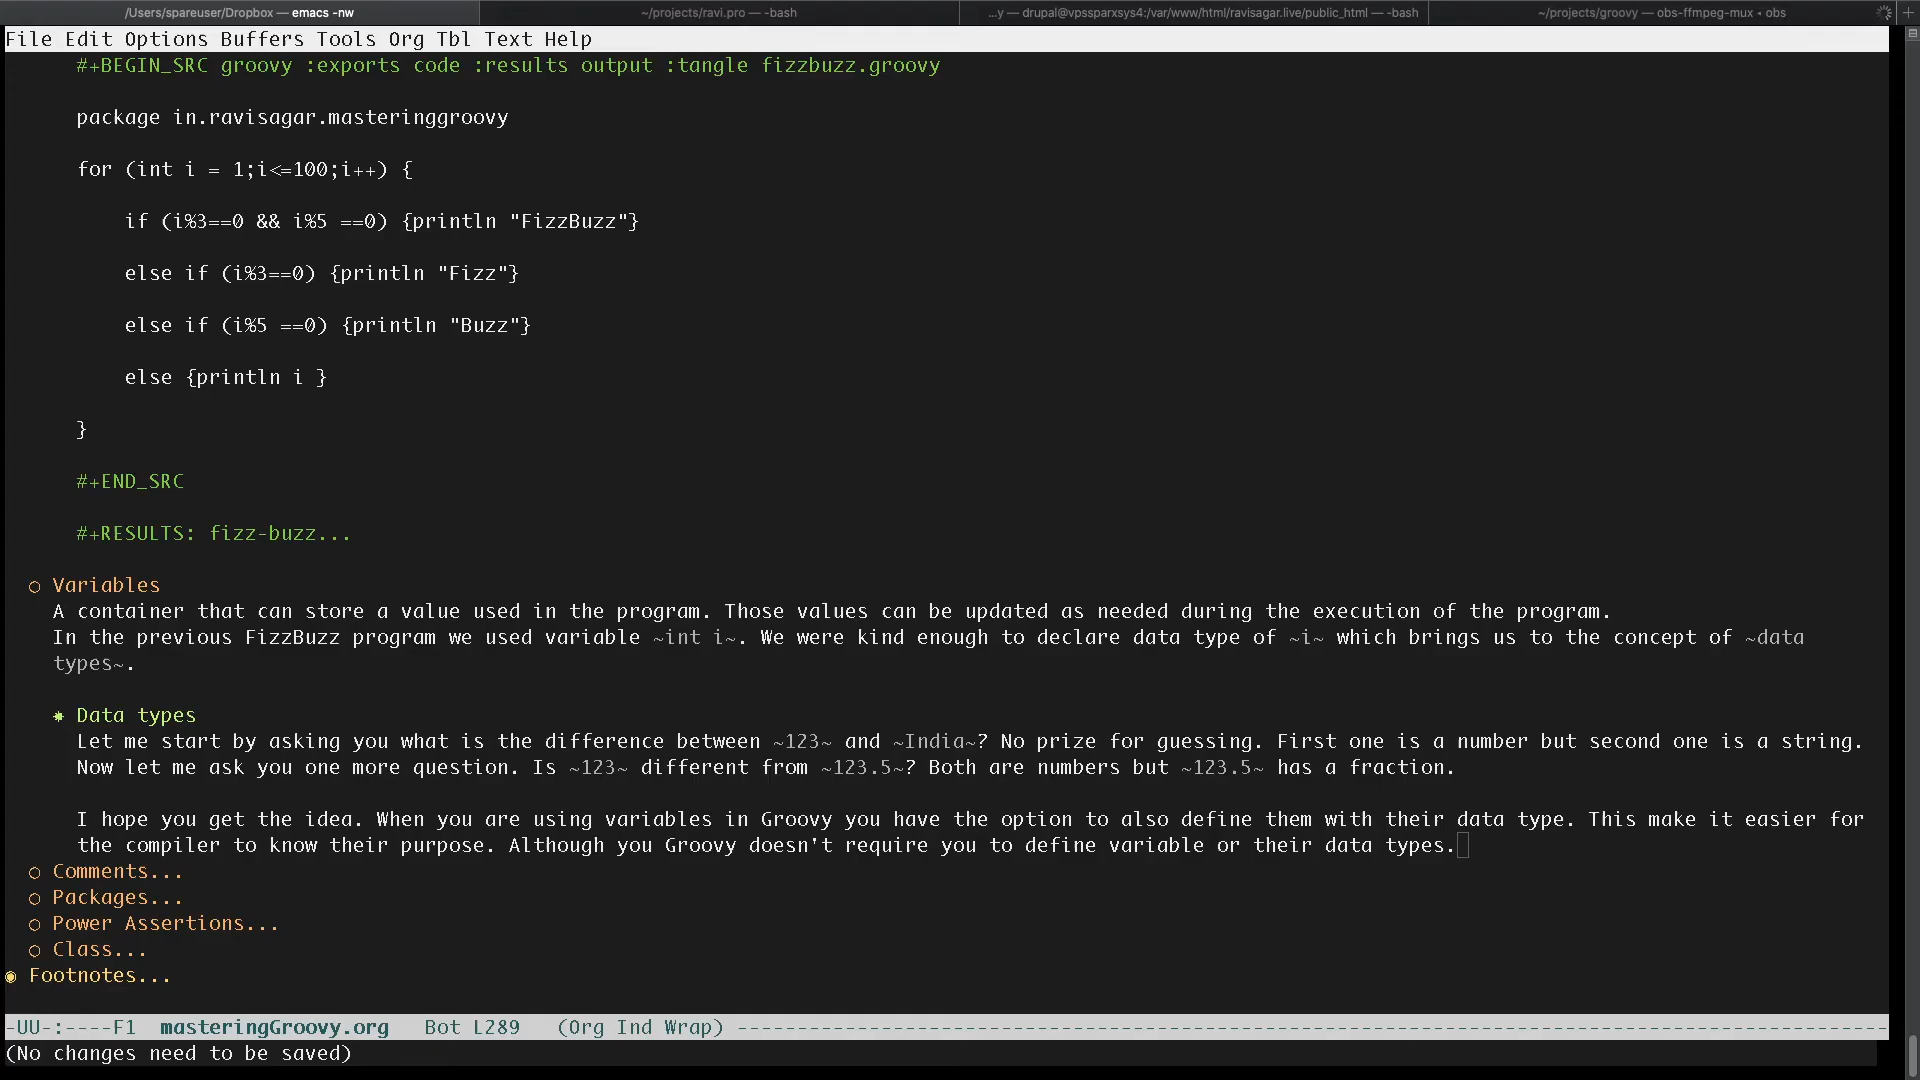 /Users/spareuser/Dropbox — emacs -nw
~/projects/ravi.pro — -bash
...y — drupal@vpssparxsys4:/var/www/html/ravisagar.live/public_html — -bash
~/projects/groovy — obs-ffmpeg-mux ◂ obs
File Edit Options Buffers Tools Org Tbl Text Help
#+BEGIN_SRC groovy :exports code :results output :tangle fizzbuzz.groovy
package in.ravisagar.masteringgroovy
for (int i = 1;i<=100;i++) {
if (i%3==0 && i%5 ==0) {println "FizzBuzz"}
else if (i%3==0) {println "Fizz"}
else if (i%5 ==0) {println "Buzz"}
else {println i }
}
#+END_SRC
#+RESULTS: fizz-buzz...
○ Variables
A container that can store a value used in the program. Those values can be updated as needed during the execution of the program.
In the previous FizzBuzz program we used variable ~int i~. We were kind enough to declare data type of ~i~ which brings us to the concept of ~data
types~.
✸ Data types
Let me start by asking you what is the difference between ~123~ and ~India~? No prize for guessing. First one is a number but second one is a string.
Now let me ask you one more question. Is ~123~ different from ~123.5~? Both are numbers but ~123.5~ has a fraction.
I hope you get the idea. When you are using variables in Groovy you have the option to also define them with their data type. This make it easier for
the compiler to know their purpose. Although you Groovy doesn't require you to define variable or their data types.
○ Comments...
○ Packages...
○ Power Assertions...
○ Class...
◉ Footnotes...
-UU-:----F1 masteringGroovy.org Bot L289 (Org Ind Wrap) ----------------------------------------------------------------------------------------------
(No changes need to be saved)